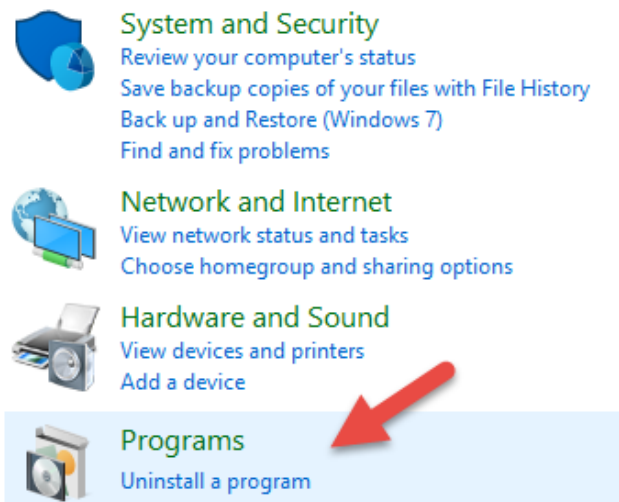 System and Security
Review your computer's status
Save backup copies of your files with File History
Back up and Restore (Windows 7)
Find and fix problems
Network and Internet
View network status and tasks
Choose homegroup and sharing options
Hardware and Sound
View devices and printers
Add a device
Programs
Uninstall a program